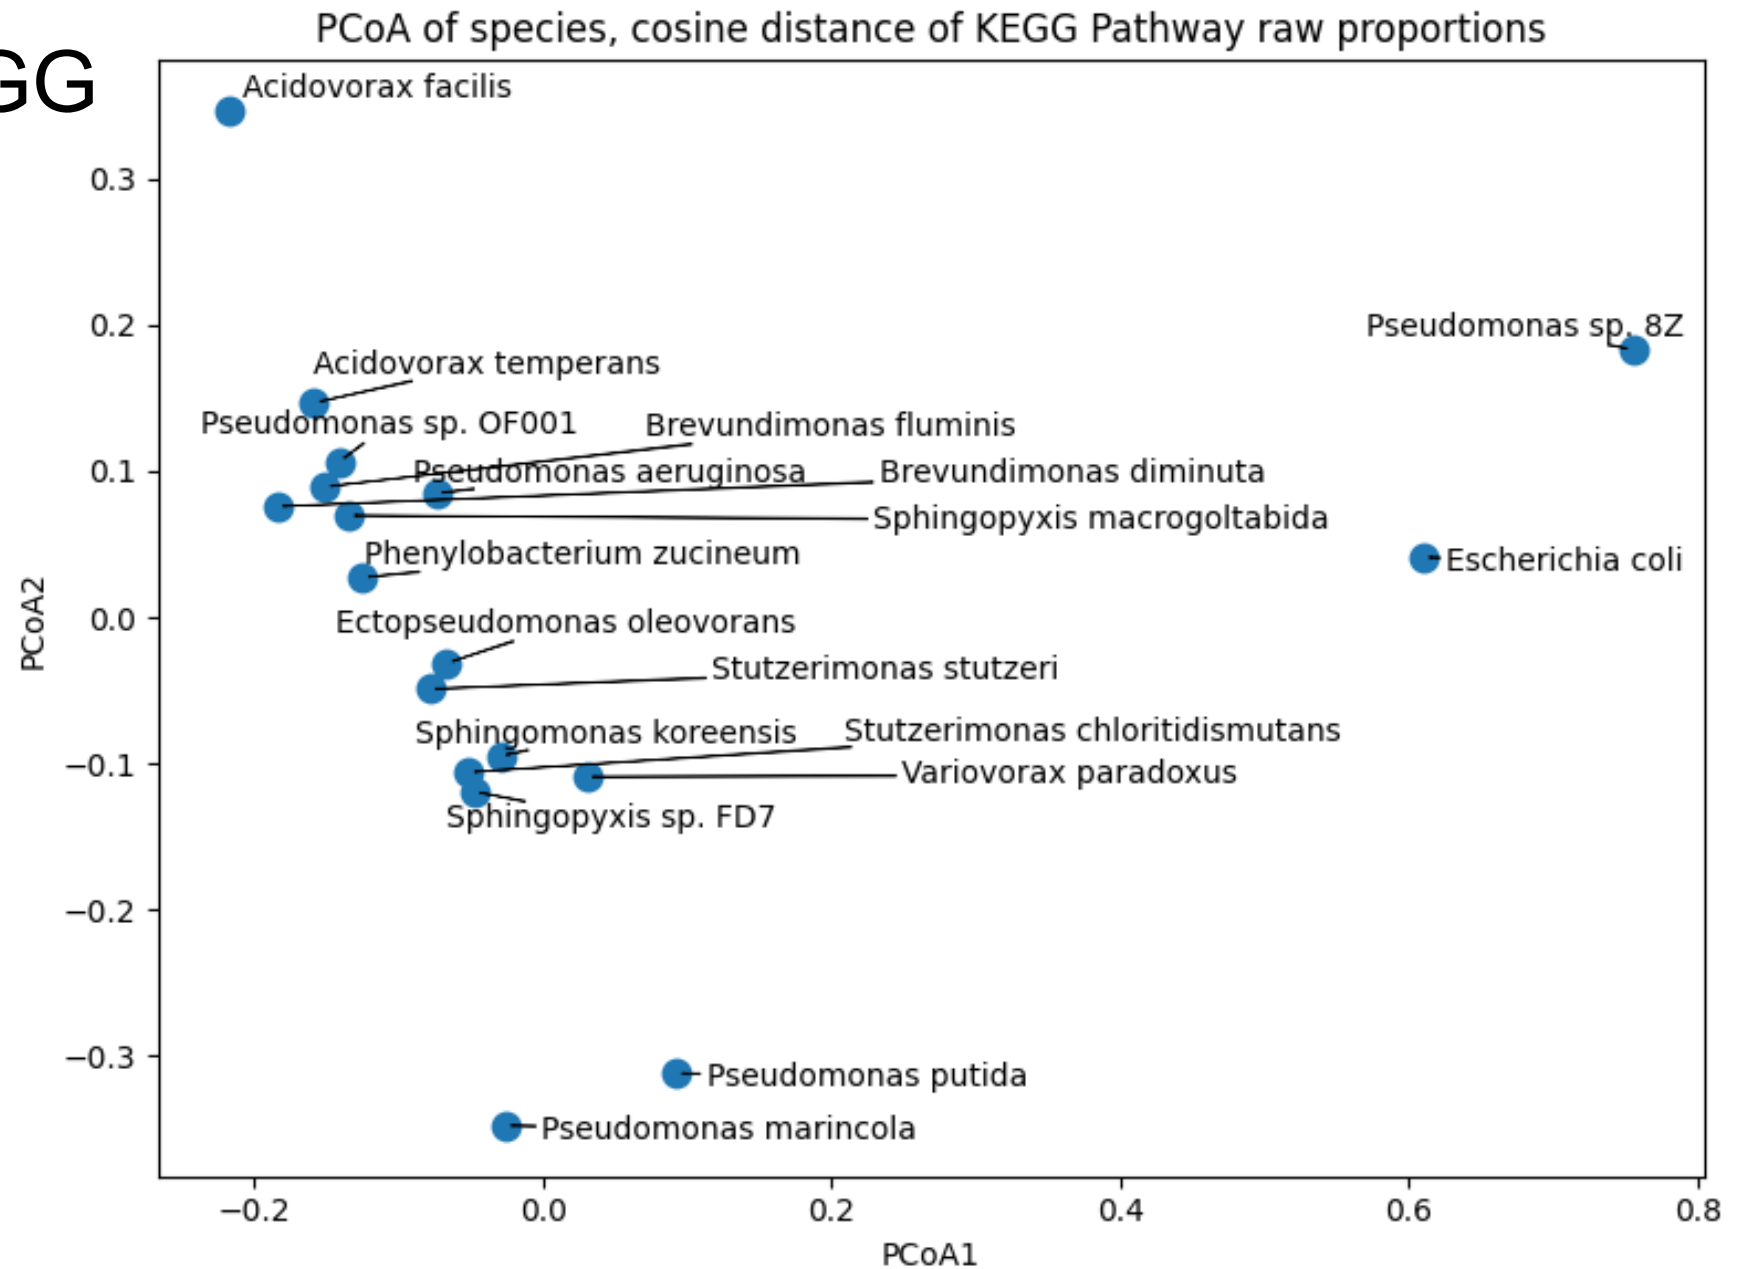 PCoA of species, cosine distance of KEGG Pathway raw proportions
GG
Acidovorax facilis
0.3
0.2
Pseudomonas sp. 8Z
Acidovorax temperans
Pseudomonas sp. OF001
Brevundimonas fluminis
0.1
Pseudomonas aeruginosa
Brevundimonas diminuta
Sphingopyxis macrogoltabida
Phenylobacterium zucineum
Escherichia coli
PCoA2
0.0
Ectopseudomonas oleovorans
Stutzerimonas stutzeri
Sphingomonas koreensis
Stutzerimonas chloritidismutans
−0.1
Variovorax paradoxus
Sphingopyxis sp. FD7
−0.2
−0.3
Pseudomonas putida
Pseudomonas marincola
−0.2 0.0 0.2 0.4 0.6 0.8
PCoA1